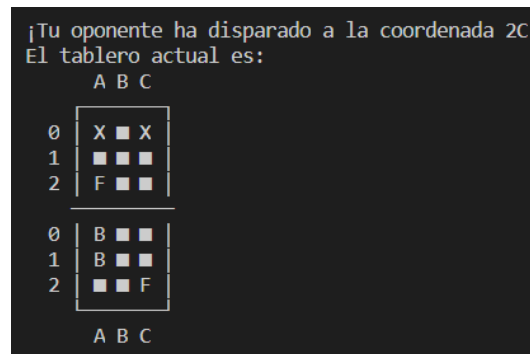 ¡Tu oponente ha disparado a la coordenada 2C
El tablero actual es:
A B C
0 | X ■ X |
1 | ■ ■ ■ |
2 | F ■ ■ |
0 | B ■ ■ |
1 | B ■ ■ |
2 | ■ ■ F |
A B C